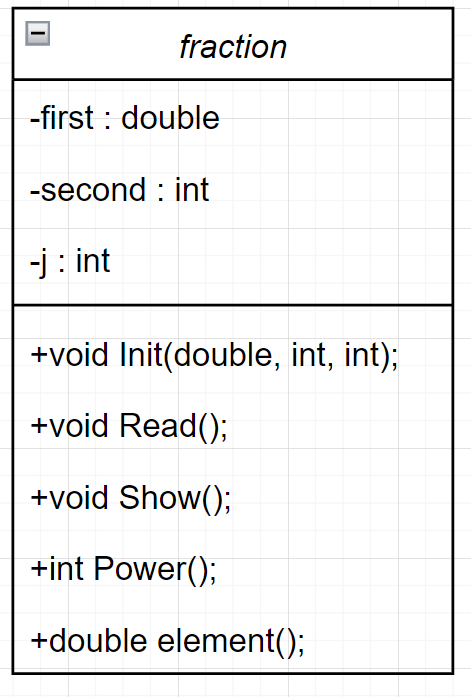 fraction
-first : double
-second : int
-j : int
+void Init(double, int, int);
+void Read();
+void Show();
+int Power();
+double element();